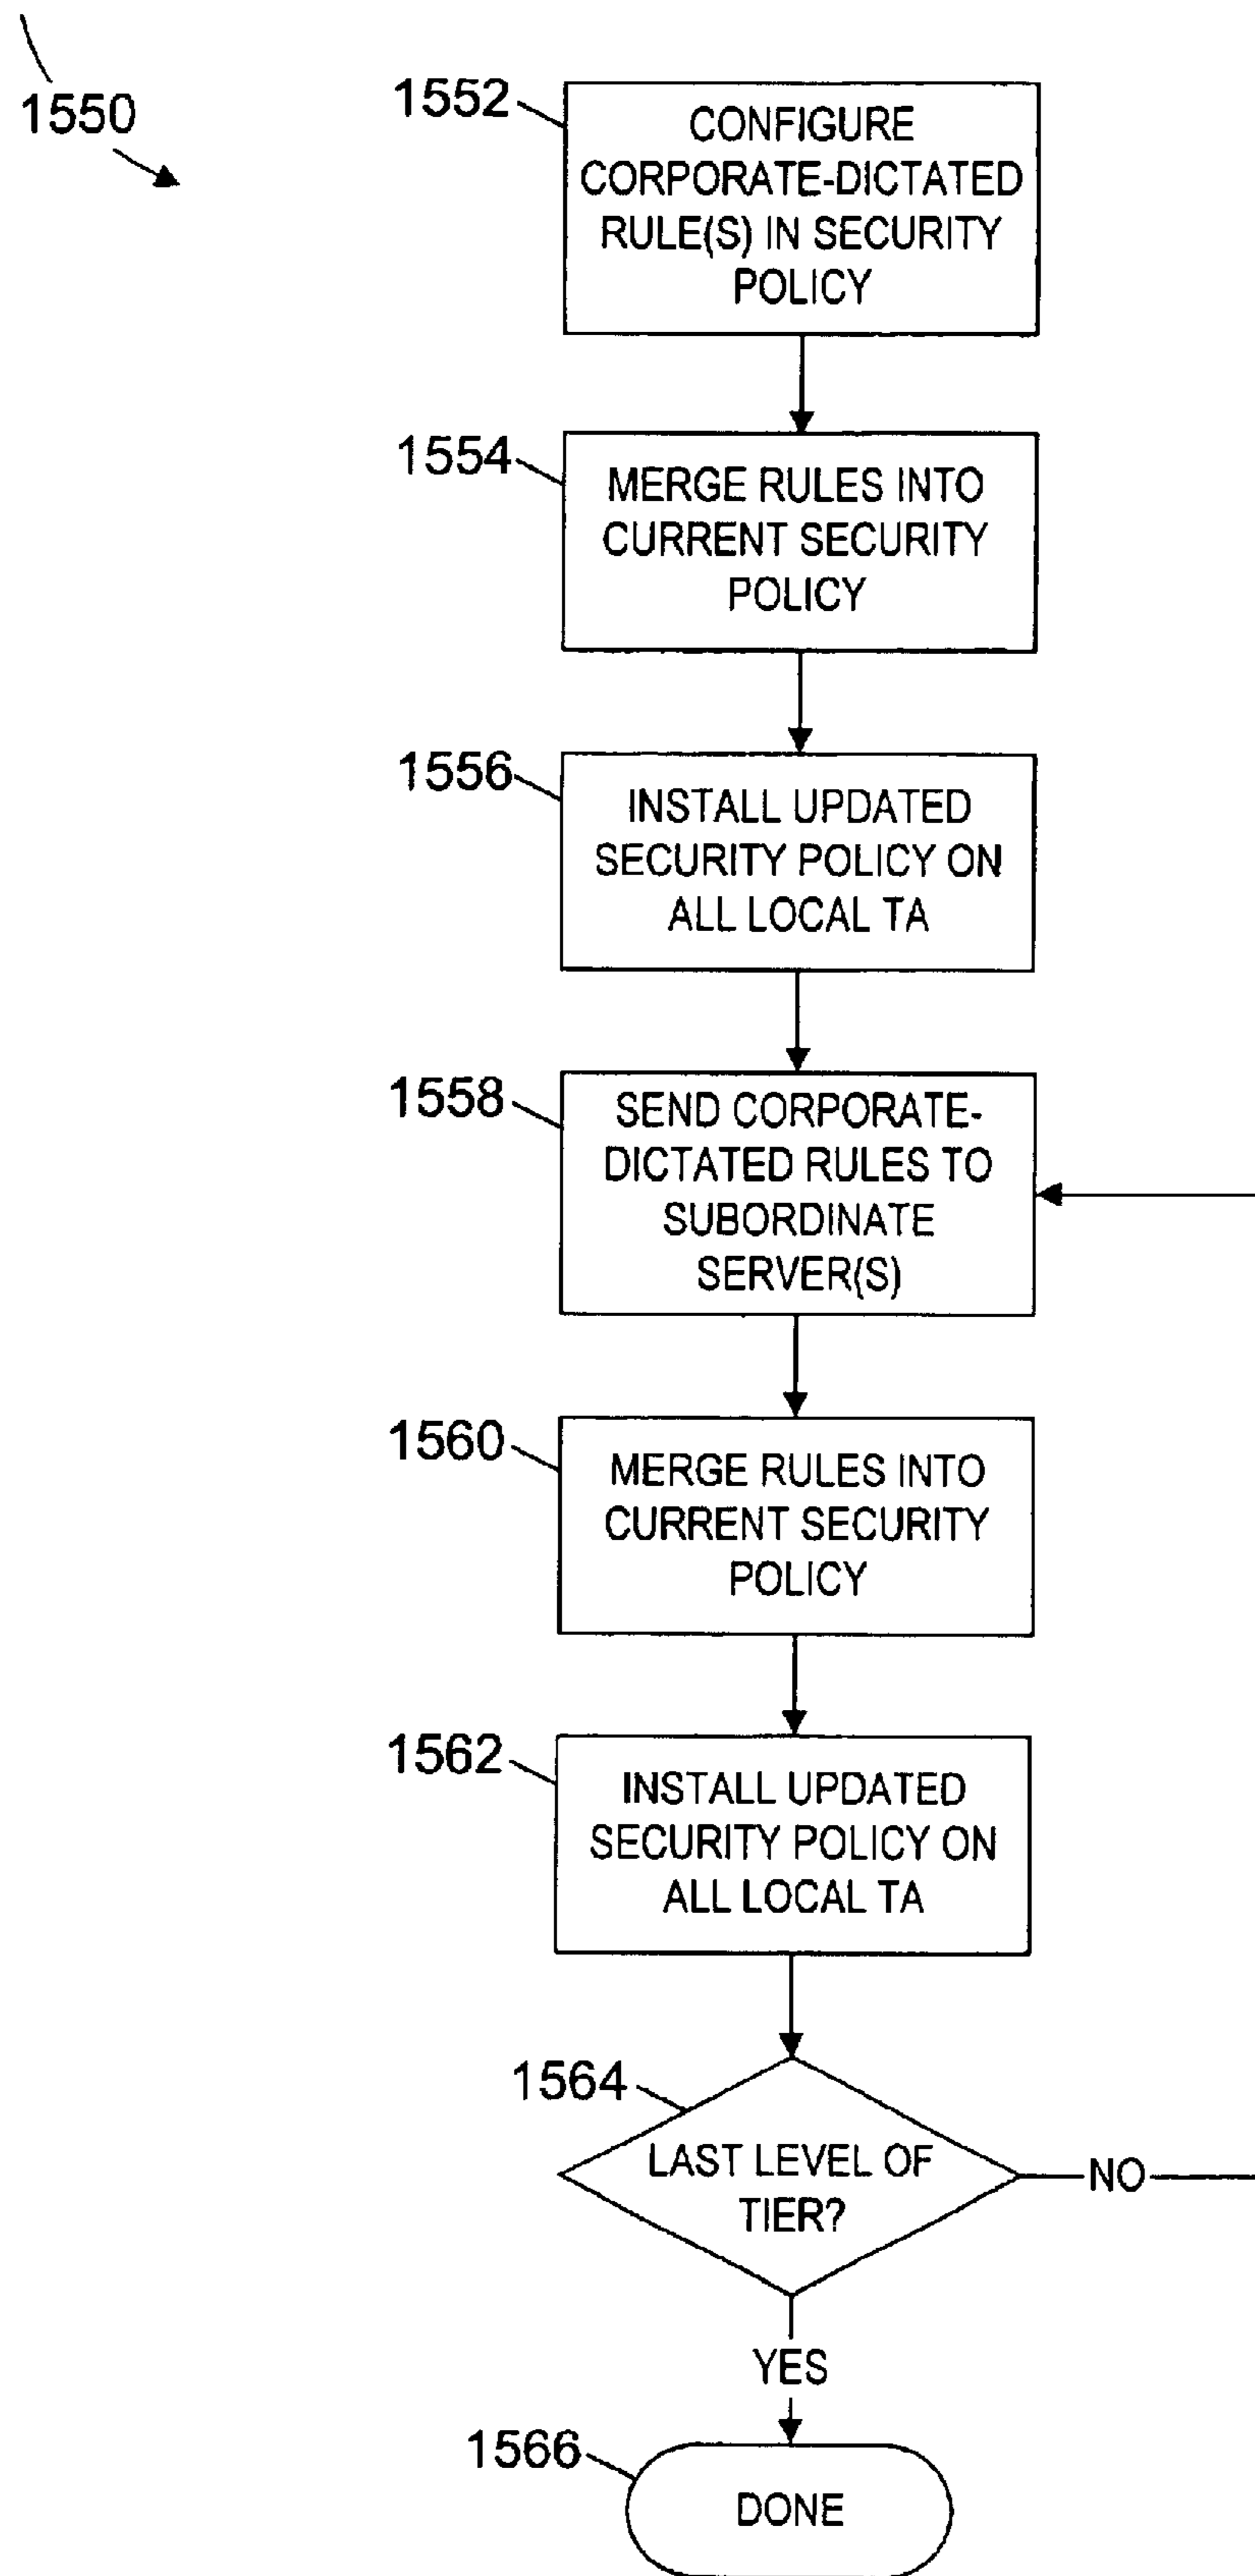 1550
1552
CONFIGURE
CORPORATE-DICTATED
RULE(S) IN SECURITY
POLICY
1554
MERGE RULES INTO
CURRENT SECURITY
POLICY
1556
INSTALL UPDATED
SECURITY POLICY ON
ALL LOCAL TA
1558
SEND CORPORATE-
DICTATED RULES TO
SUBORDINATE
SERVER(S)
1560
MERGE RULES INTO
CURRENT SECURITY
POLICY
1562
INSTALL UPDATED
SECURITY POLICY ON
ALL LOCAL TA
1564
LAST LEVEL OF
TIER?
NO
YES
1566
DONE